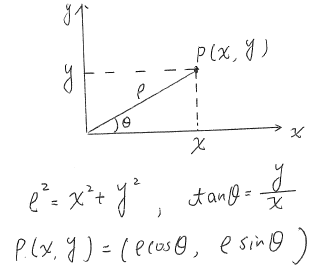 y
P(x, y)
y
ρ
θ
x
x
ρ² = x² + y² , tanθ = y/x
P(x, y) = (ρcosθ, ρsinθ)